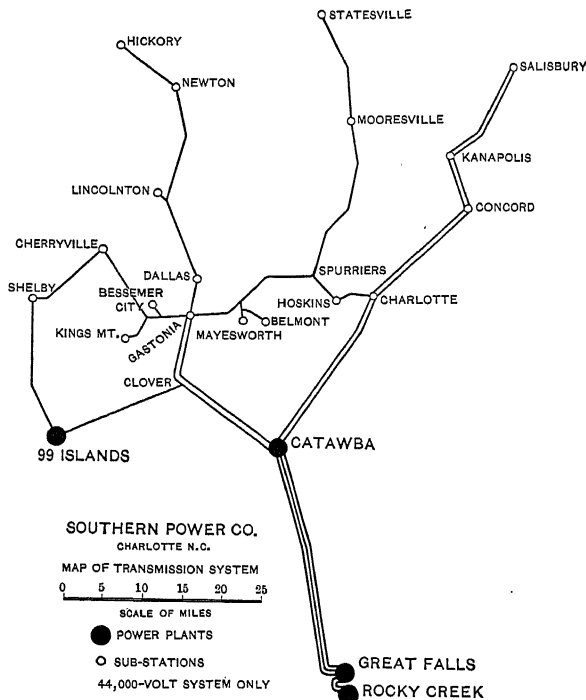 STATESVILLE
HICKORY
SALISBURY
NEWTON
MOORESVILLE
KANAPOLIS
LINCOLNTON
CONCORD
CHERRYVILLE
DALLAS
SPURRIERS
SHELBY
BESSEMER
CITY
HOSKINS
CHARLOTTE
KINGS MT.
GASTONIA
MAYESWORTH
BELMONT
CLOVER
99 ISLANDS
CATAWBA
SOUTHERN POWER CO.
CHARLOTTE N.C.
MAP OF TRANSMISSION SYSTEM
0 5 10 15 20 25
SCALE OF MILES
POWER PLANTS
SUB-STATIONS
44,000-VOLT SYSTEM ONLY
GREAT FALLS
ROCKY CREEK